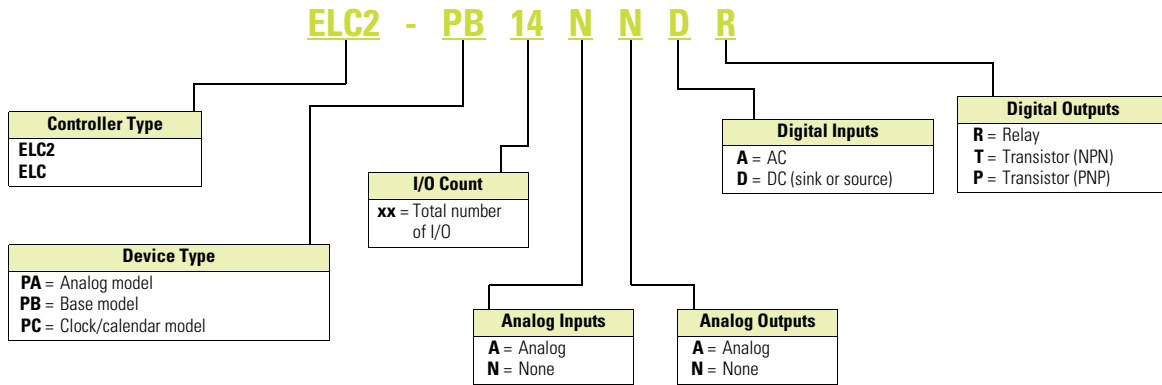 ELC2 - PB 14 N N D R
Controller Type
ELC2
ELC
Device Type
PA = Analog model
PB = Base model
PC = Clock/calendar model
I/O Count
xx = Total number
of I/O
Analog Inputs
A = Analog
N = None
Analog Outputs
A = Analog
N = None
Digital Inputs
A = AC
D = DC (sink or source)
Digital Outputs
R = Relay
T = Transistor (NPN)
P = Transistor (PNP)